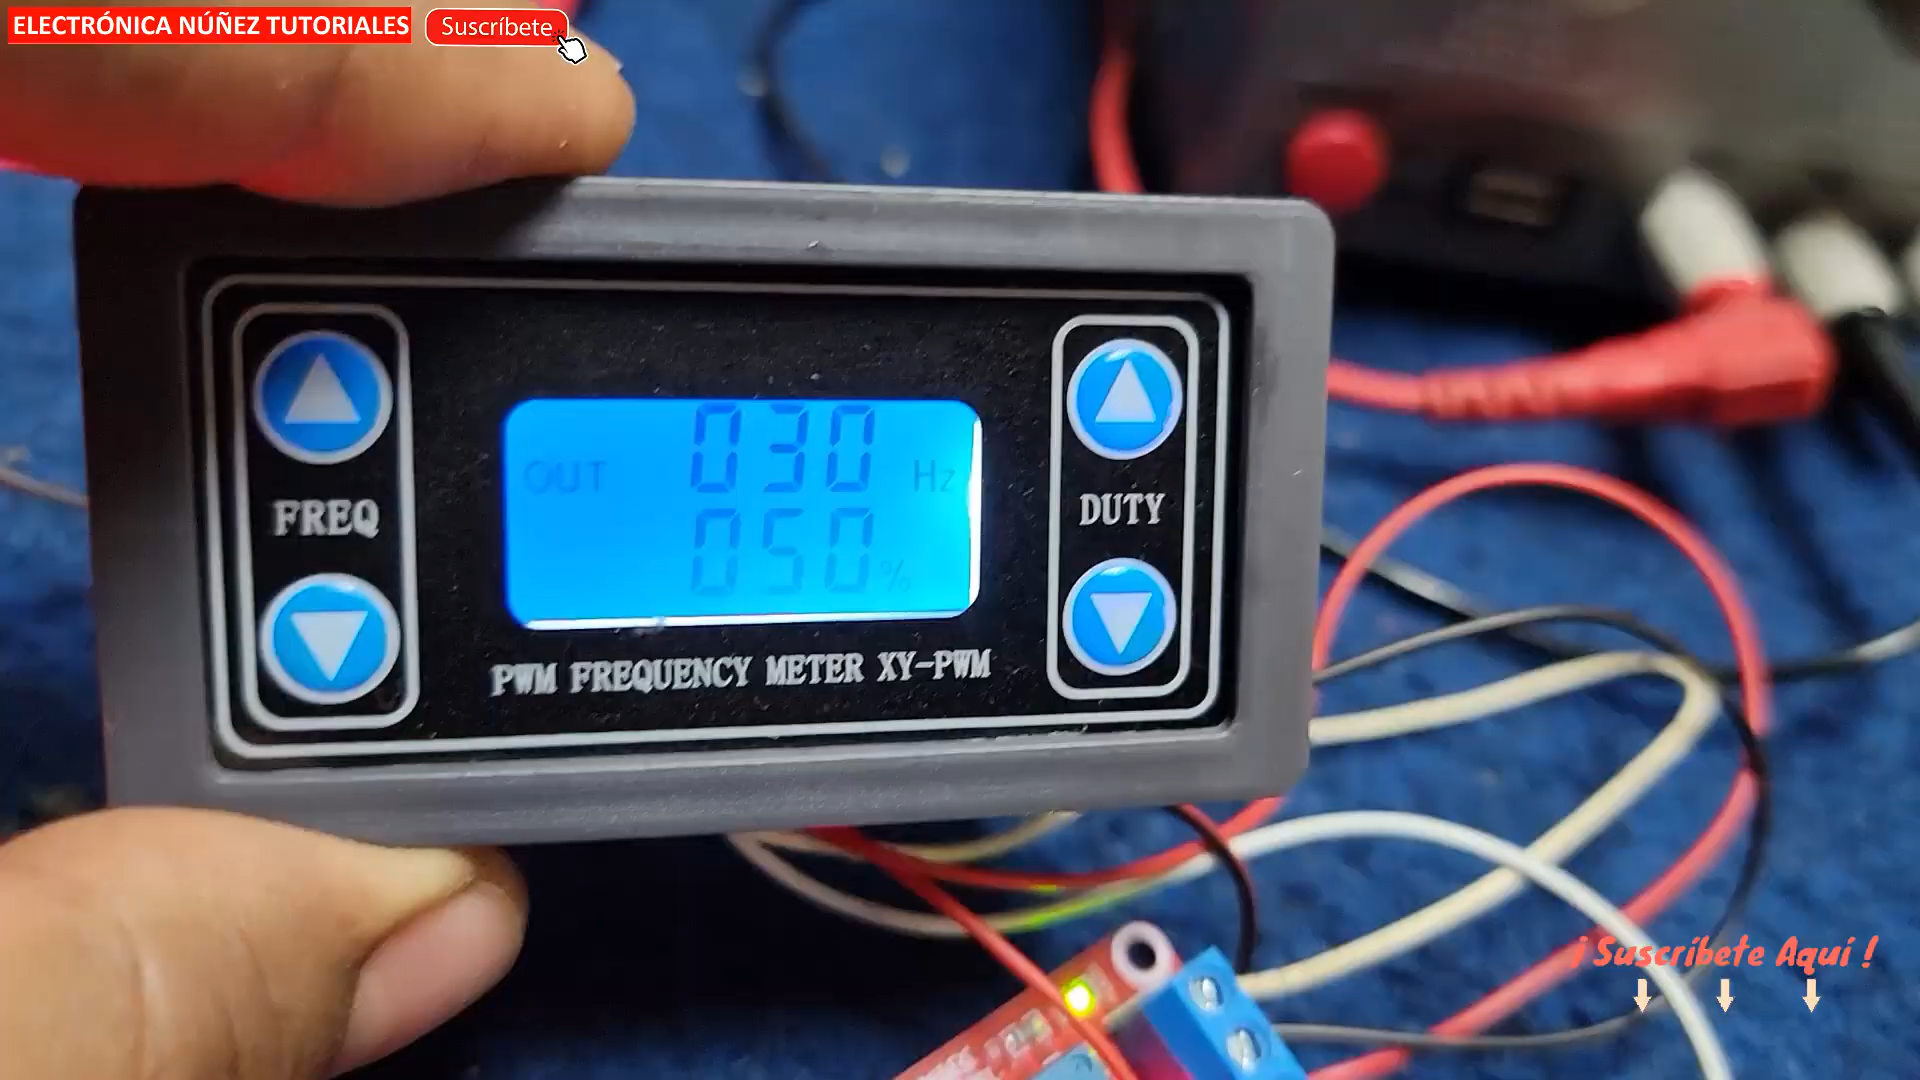 ELECTRÓNICA NÚÑEZ TUTORIALES
Suscríbete
OUT 030 Hz
050 %
FREQ
DUTY
PWM FREQUENCY METER XY-PWM
¡ Suscríbete Aquí !